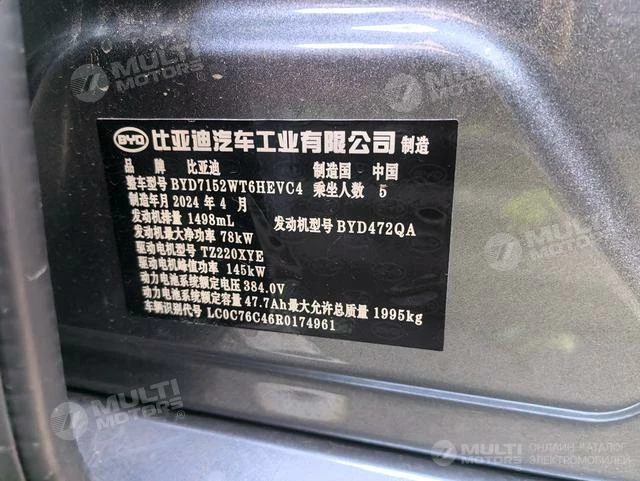 BYD 比亚迪汽车工业有限公司 制造
品 牌 比亚迪 制造国 中国
整车型号 BYD7152WT6HEVC4 乘坐人数 5
制造年月 2024 年 4 月
发动机排量 1498mL 发动机型号 BYD472QA
发动机最大净功率 78kW
驱动电机型号 TZ220XYE
驱动电机峰值功率 145kW
动力电池系统额定电压 384.0V
动力电池系统额定容量 47.7Ah 最大允许总质量 1995kg
车辆识别代号 LC0C76C46R0174961
MULTI MOTORS®
MULTI MOTORS®
MULTI MOTORS®
MULTI MOTORS®
MULTI MOTORS ОНЛАЙН-КАТАЛОГ ЭЛЕКТРОМОБИЛЕЙ